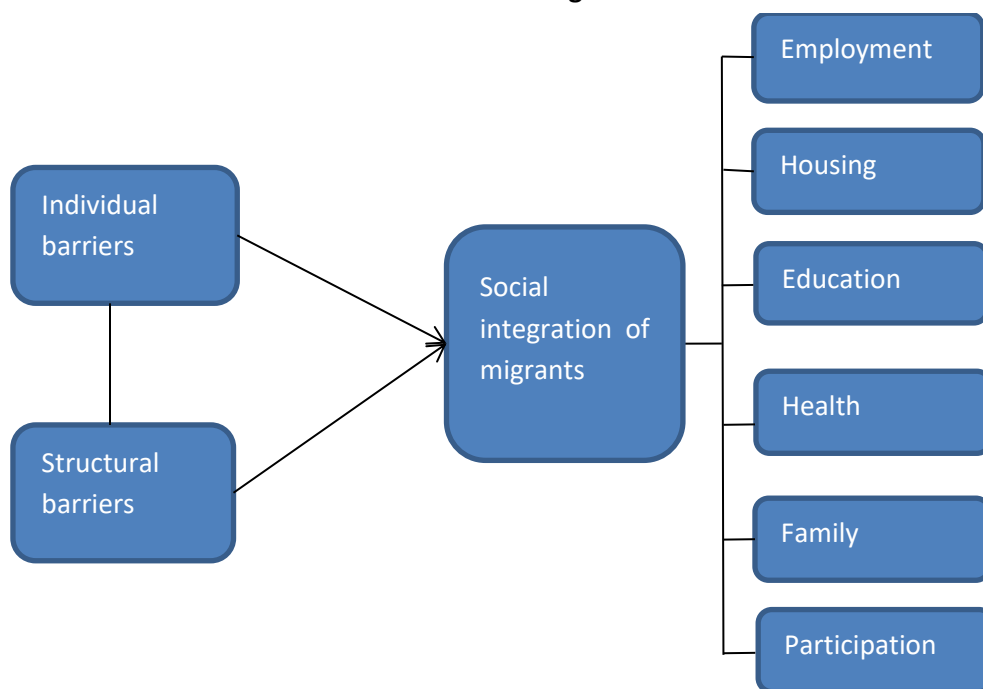 Individual
barriers
Structural
barriers
Social
integration of
migrants
Employment
Housing
Education
Health
Family
Participation